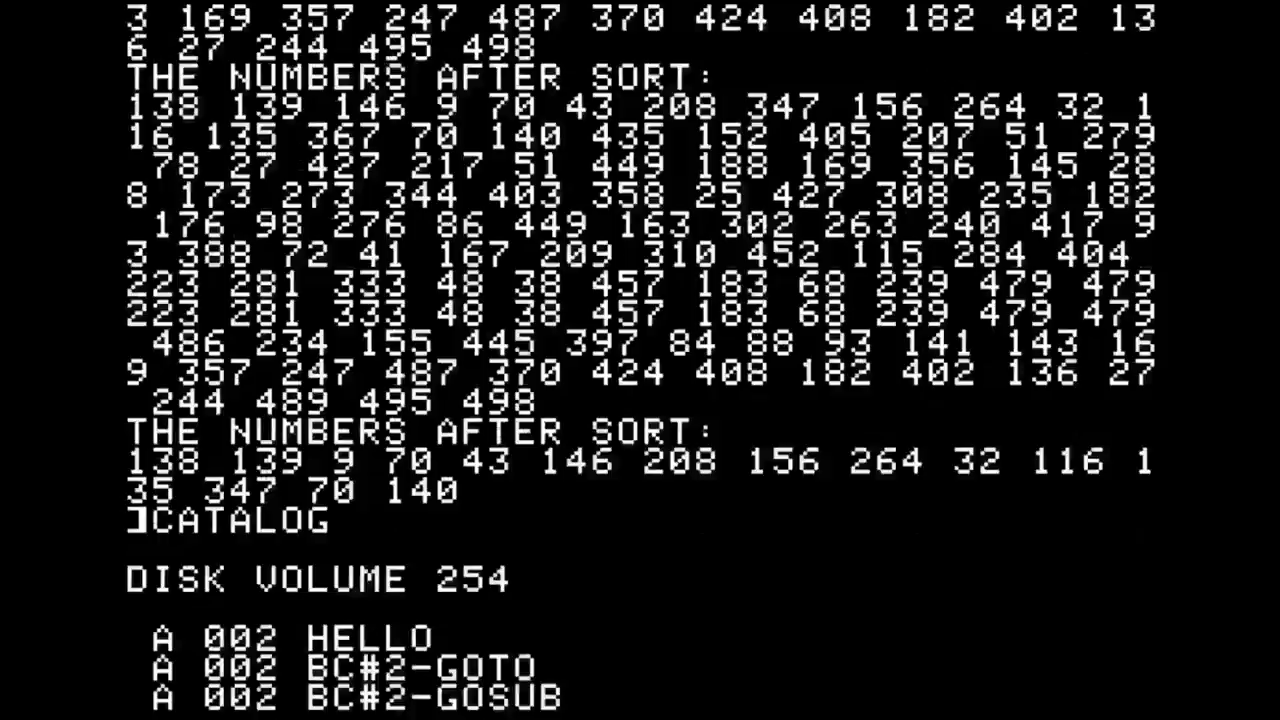 3 169 357 247 487 370 424 408 182 402 13
6 27 244 495 498
THE NUMBERS AFTER SORT:
138 139 146 9 70 43 208 347 156 264 32 1
16 135 367 70 140 435 152 405 207 51 279
78 27 427 217 51 449 188 169 356 145 28
8 173 273 344 403 358 25 427 308 235 182
176 98 276 86 449 163 302 263 240 417 9
3 388 72 41 167 209 310 452 115 284 404
223 281 333 48 38 457 183 68 239 479 479
223 281 333 48 38 457 183 68 239 479 479
486 234 155 445 397 84 88 93 141 143 16
9 357 247 487 370 424 408 182 402 136 27
244 489 495 498
THE NUMBERS AFTER SORT:
138 139 9 70 43 146 208 156 264 32 116 1
35 347 70 140
]CATALOG
DISK VOLUME 254
A 002 HELLO
A 002 BC#2-GOTO
A 002 BC#2-GOSUB